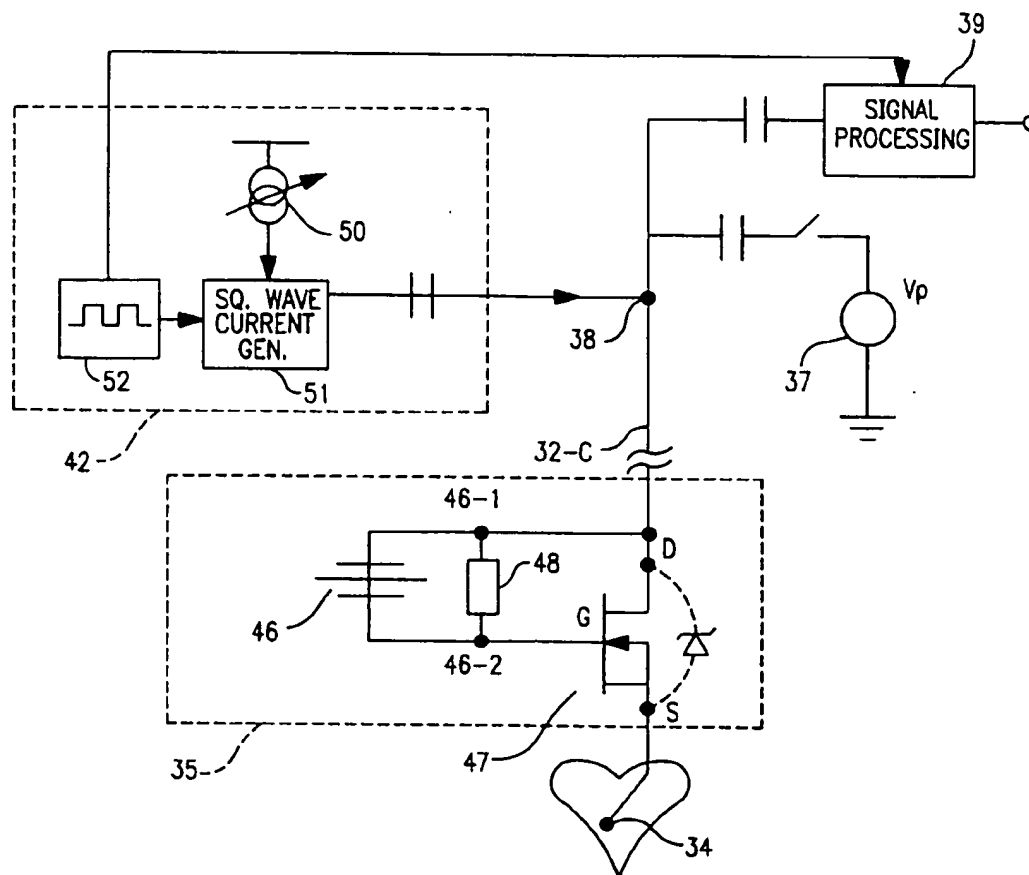 39
SIGNAL
PROCESSING
50
SQ. WAVE
CURRENT
GEN.
52
51
38
Vp
37
42
32-C
46-1
D
48
G
46
46-2
S
35
47
34